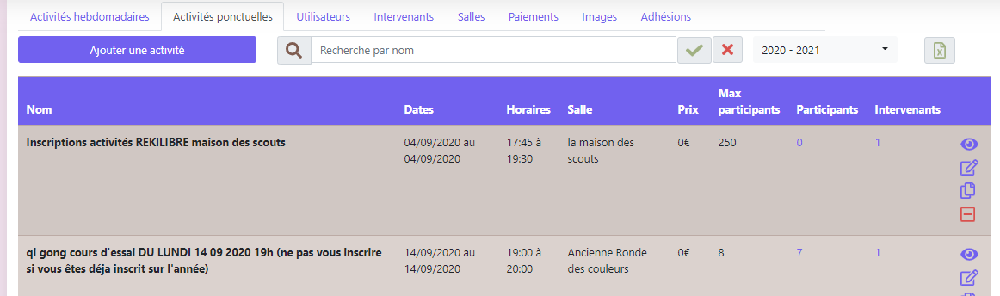 Activités hebdomadaires Activités ponctuelles Utilisateurs Intervenants Salles Paiements Images Adhésions
Ajouter une activité Recherche par nom 2020 - 2021
Nom Dates Horaires Salle Prix Max participants Participants Intervenants
Inscriptions activités REKILIBRE maison des scouts 04/09/2020 au 17:45 à la maison des 0€ 250 0 1
04/09/2020 19:30 scouts
qi gong cours d'essai DU LUNDI 14 09 2020 19h (ne pas vous inscrire 14/09/2020 au 19:00 à Ancienne Ronde 0€ 8 7 1
si vous êtes déja inscrit sur l'année) 14/09/2020 20:00 des couleurs